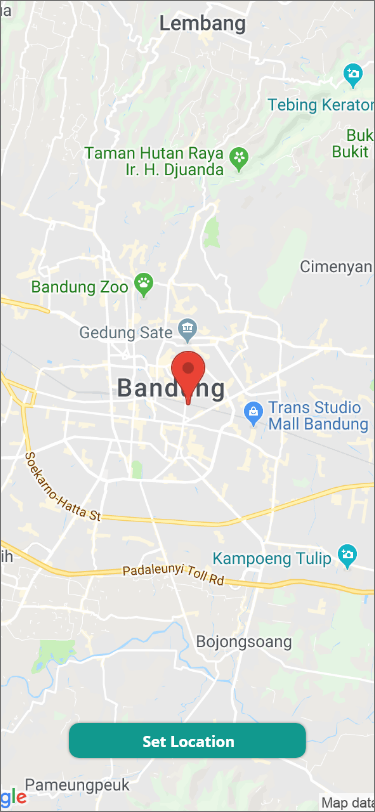 Lembang
Tebing Keraton
Buk
Bukit
Taman Hutan Raya
Ir. H. Djuanda
Cimenyan
Bandung Zoo
Gedung Sate
Bandung
Trans Studio
Mall Bandung
Soekarno-Hatta St
ih
Kampoeng Tulip
Padaleunyi Toll Rd
Bojongsoang
Set Location
gle
Pameungpeuk
Map data